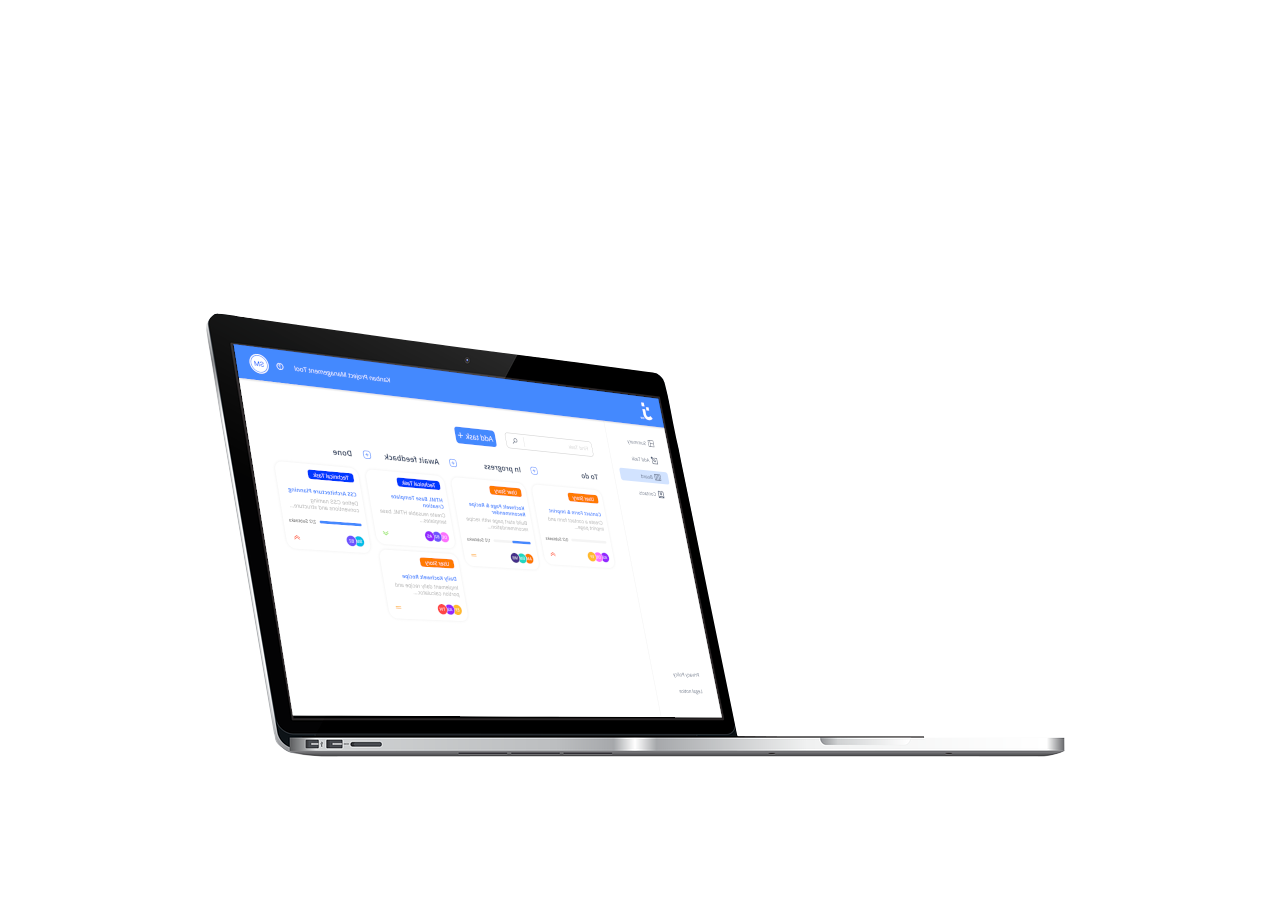 Kanban Project Management Tool
SM
Summary
Add Task
Board
Contacts
Privacy Policy
Legal notice
Find Task
Add task +
To do
User Story
Contact Form & Imprint
Create a contact form and
imprint page...
0/2 Subtasks
In progress
User Story
Kochwelt Page & Recipe
Recommender
Build start page with recipe
recommendation...
1/2 Subtasks
Await feedback
Technical Task
HTML Base Template
Creation
Create reusable HTML base
templates...
User Story
Daily Kochwelt Recipe
Implement daily recipe and
portion calculator...
Done
Technical Task
CSS Architecture Planning
Define CSS naming
conventions and structure...
2/2 Subtasks